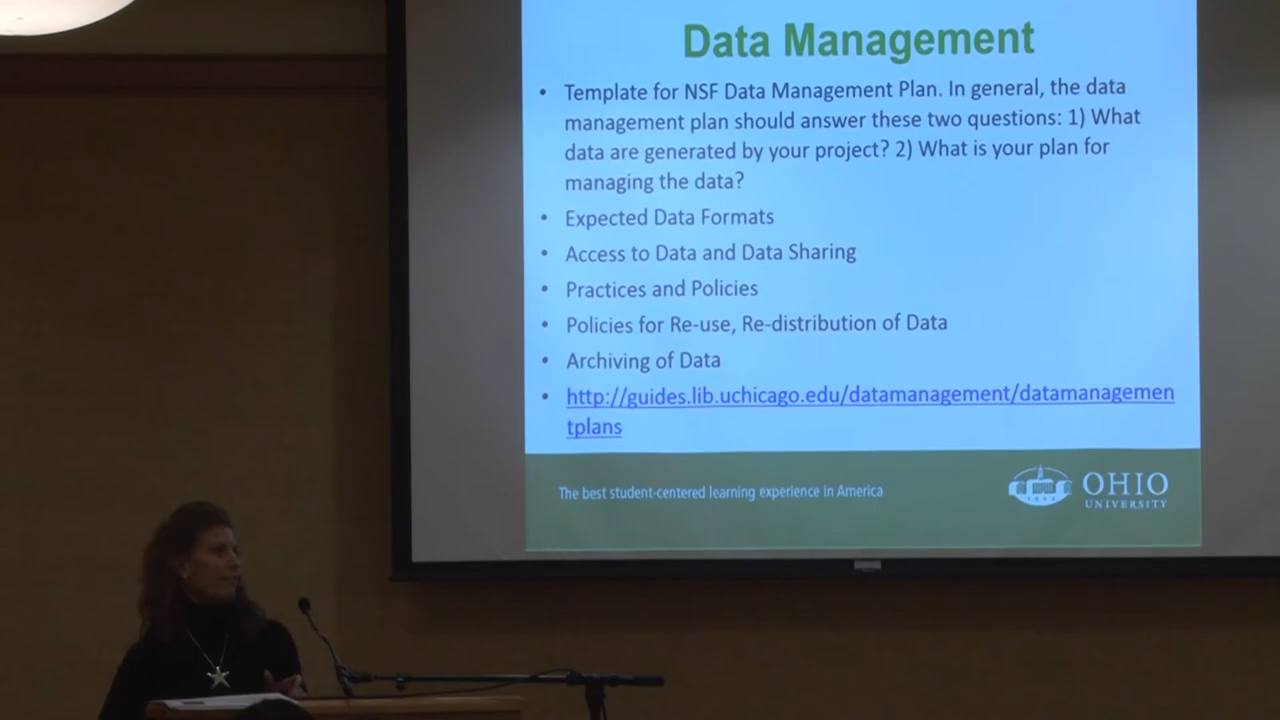 Data Management
• Template for NSF Data Management Plan. In general, the data
management plan should answer these two questions: 1) What
data are generated by your project? 2) What is your plan for
managing the data?
• Expected Data Formats
• Access to Data and Data Sharing
• Practices and Policies
• Policies for Re-use, Re-distribution of Data
• Archiving of Data
• http://guides.lib.uchicago.edu/datamanagement/datamanagemen
tplans
The best student-centered learning experience in America
OHIO
UNIVERSITY